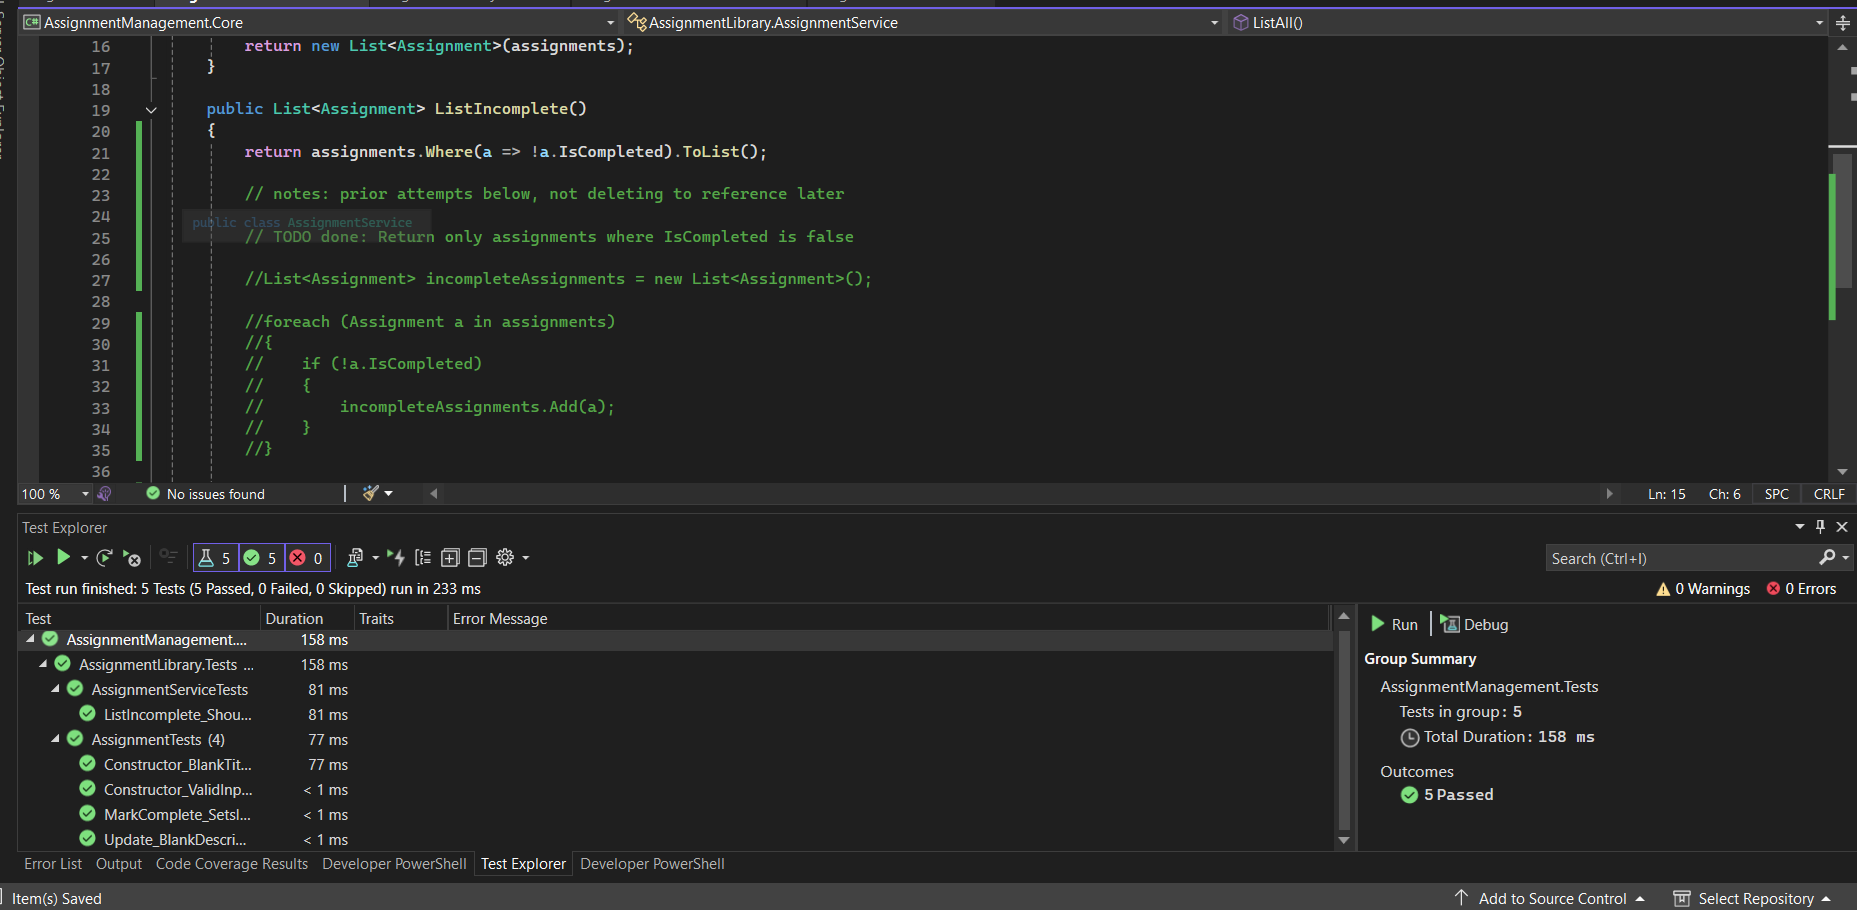 AssignmentManagement.Core
AssignmentLibrary.AssignmentService
ListAll()
16 return new List<Assignment>(assignments);
17 }
18
19 public List<Assignment> ListIncomplete()
20 {
21 return assignments.Where(a => !a.IsCompleted).ToList();
22
23 // notes: prior attempts below, not deleting to reference later
24
public class AssignmentService
25 // TODO done: Return only assignments where IsCompleted is false
26
27 //List<Assignment> incompleteAssignments = new List<Assignment>();
28
29 //foreach (Assignment a in assignments)
30 //{
31 // if (!a.IsCompleted)
32 // {
33 // incompleteAssignments.Add(a);
34 // }
35 //}
36
100 % No issues found Ln: 15 Ch: 6 SPC CRLF
Test Explorer
5 5 0
Search (Ctrl+I)
Test run finished: 5 Tests (5 Passed, 0 Failed, 0 Skipped) run in 233 ms
0 Warnings 0 Errors
Test Duration Traits Error Message
AssignmentManagement.... 158 ms
AssignmentLibrary.Tests ... 158 ms
AssignmentServiceTests 81 ms
ListIncomplete_Shou... 81 ms
AssignmentTests (4) 77 ms
Constructor_BlankTit... 77 ms
Constructor_ValidInp... < 1 ms
MarkComplete_SetsI... < 1 ms
Update_BlankDescri... < 1 ms
Run Debug
Group Summary
AssignmentManagement.Tests
Tests in group: 5
Total Duration: 158 ms
Outcomes
5 Passed
Error List Output Code Coverage Results Developer PowerShell Test Explorer Developer PowerShell
Item(s) Saved
Add to Source Control Select Repository